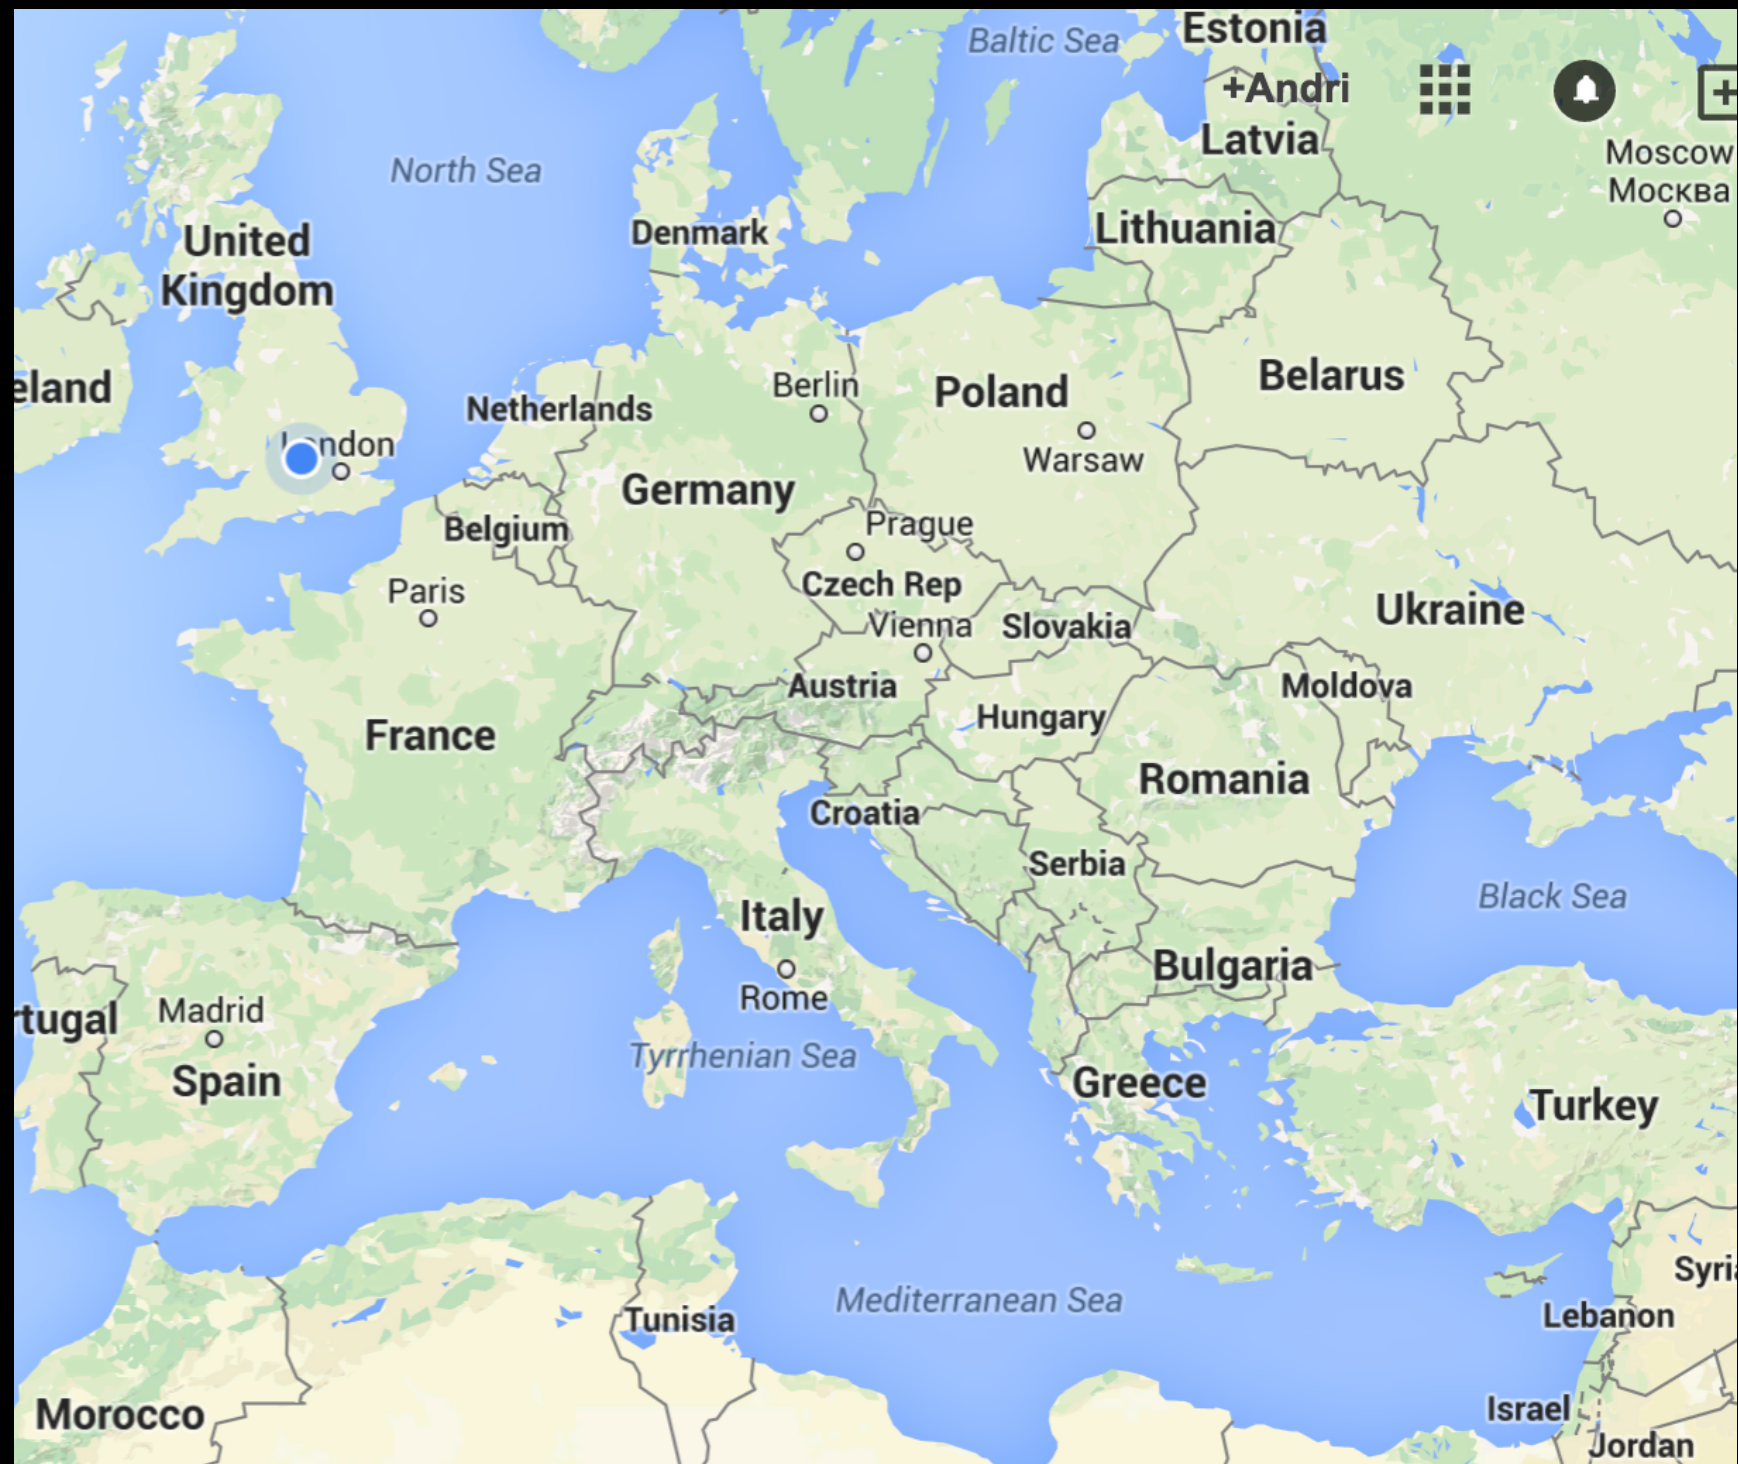 Baltic Sea
Estonia
+Andri
Latvia
Moscow
Москва
North Sea
Denmark
Lithuania
United
Kingdom
eland
Netherlands
Berlin
Poland
Belarus
London
Warsaw
Germany
Belgium
Prague
Paris
Czech Rep
Ukraine
Vienna
Slovakia
Austria
Moldova
Hungary
France
Romania
Croatia
Serbia
Black Sea
Italy
Bulgaria
Rome
rtugal
Madrid
Tyrrhenian Sea
Spain
Greece
Turkey
Syria
Mediterranean Sea
Lebanon
Tunisia
Morocco
Israel
Jordan